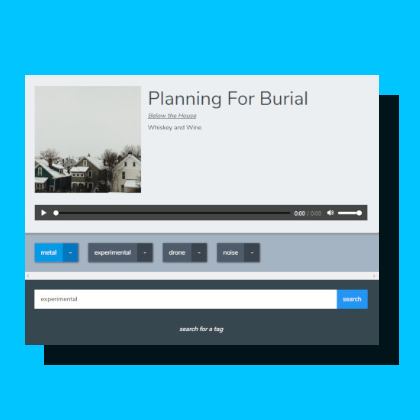 Planning For Burial
Below the House
Whiskey and Wine
0:00 / 0:00
metal - experimental - drone - noise -
experimental search
search for a tag